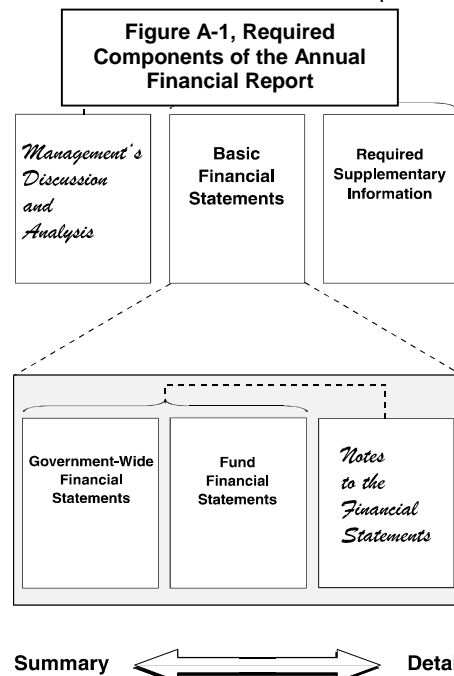 Figure A-1, Required
Components of the Annual
Financial Report
Management's
Discussion
and
Analysis
Basic
Financial
Statements
Required
Supplementary
Information
Government-Wide
Financial
Statements
Fund
Financial
Statements
Notes
to the
Financial
Statements
Summary
Detai